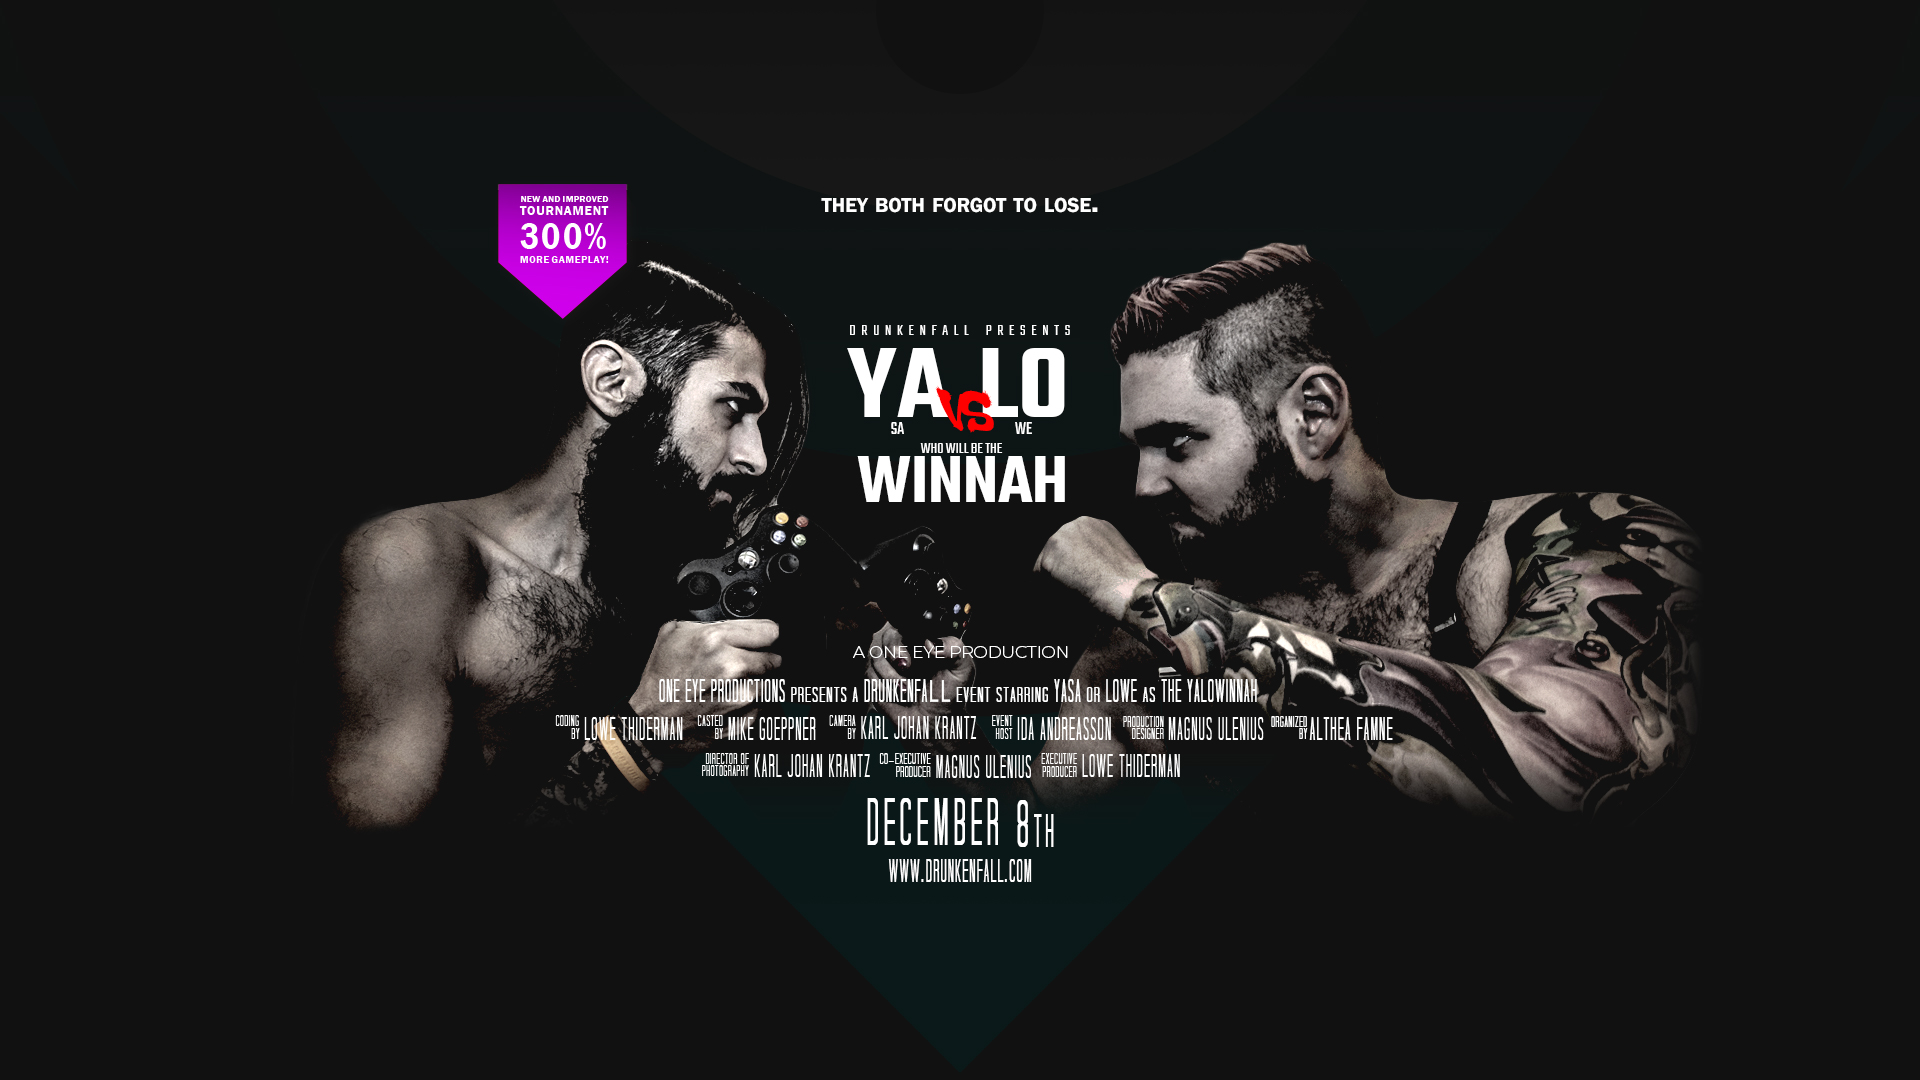 NEW AND IMPROVED
TOURNAMENT
300%
MORE GAMEPLAY!
THEY BOTH FORGOT TO LOSE.
DRUNKENFALL PRESENTS
YA VS LO
SA WE
WHO WILL BE THE
WINNAH
A ONE EYE PRODUCTION
ONE EYE PRODUCTIONS PRESENTS A DRUNKENFALL EVENT STARRING YASA OR LOWE AS THE YALOWINNAH
CODING BY LOWE THIDERMAN CASTED BY MIKE GOEPPNER CAMERA BY KARL JOHAN KRANTZ EVENT HOST IDA ANDREASSON PRODUCTION DESIGNER MAGNUS ULENIUS ORGANIZED BY ALTHEA FAMNE
DIRECTOR OF PHOTOGRAPHY KARL JOHAN KRANTZ CO-EXECUTIVE PRODUCER MAGNUS ULENIUS EXECUTIVE PRODUCER LOWE THIDERMAN
DECEMBER 8TH
WWW.DRUNKENFALL.COM